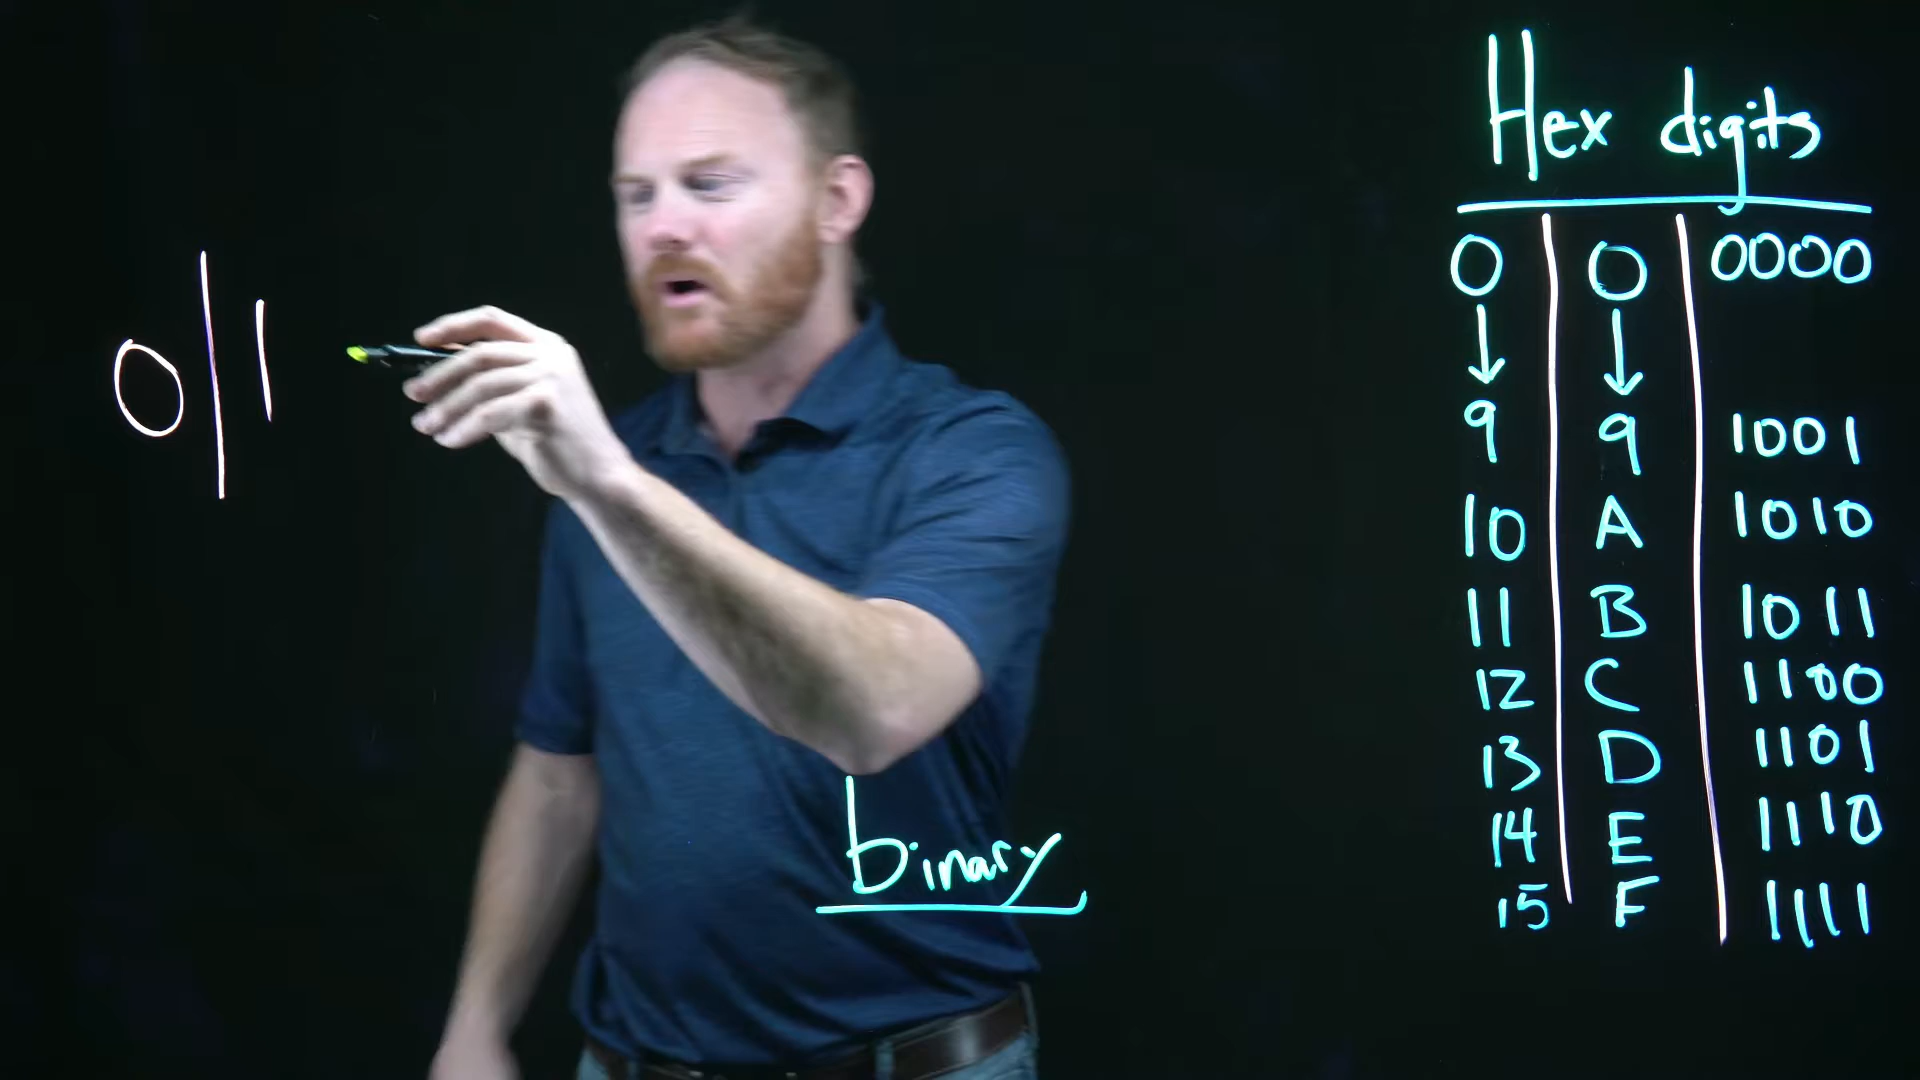 Hex digits
0 | 1
0 | 0 | 0000
↓ | ↓ |
9 | 9 | 1001
10 | A | 1010
11 | B | 1011
12 | C | 1100
13 | D | 1101
14 | E | 1110
15 | F | 1111
binary